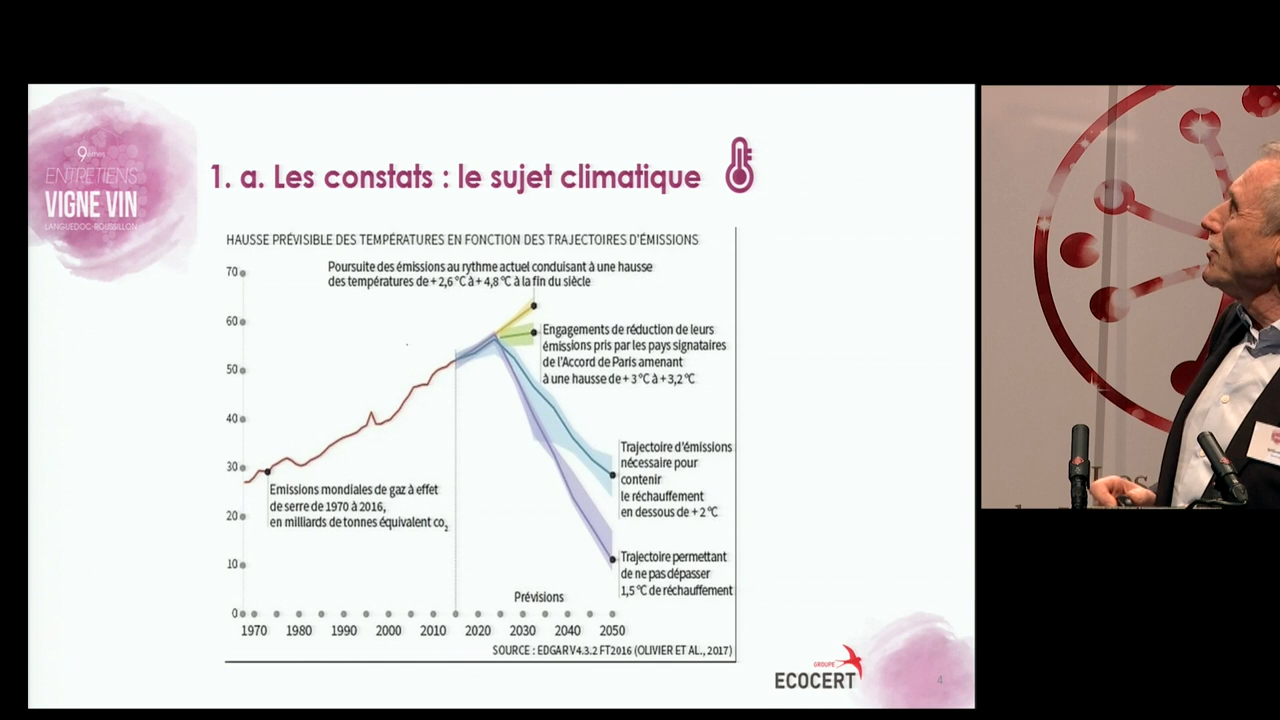 9èmes
ENTRETIENS
VIGNE VIN
LANGUEDOC-ROUSSILLON
1. a. Les constats : le sujet climatique
HAUSSE PRÉVISIBLE DES TEMPÉRATURES EN FONCTION DES TRAJECTOIRES D'ÉMISSIONS
70
60
50
40
30
20
10
0
Poursuite des émissions au rythme actuel conduisant à une hausse
des températures de + 2,6 °C à + 4,8 °C à la fin du siècle
Engagements de réduction de leurs
émissions pris par les pays signataires
de l'Accord de Paris amenant
à une hausse de + 3 °C à + 3,2 °C
Trajectoire d'émissions
nécessaire pour
contenir
le réchauffement
en dessous de + 2 °C
Emissions mondiales de gaz à effet
de serre de 1970 à 2016,
en milliards de tonnes équivalent co2
Trajectoire permettant
de ne pas dépasser
1,5 °C de réchauffement
Prévisions
1970 1980 1990 2000 2010 2020 2030 2040 2050
SOURCE : EDGAR V4.3.2 FT2016 (OLIVIER ET AL., 2017)
GROUPE
ECOCERT
4